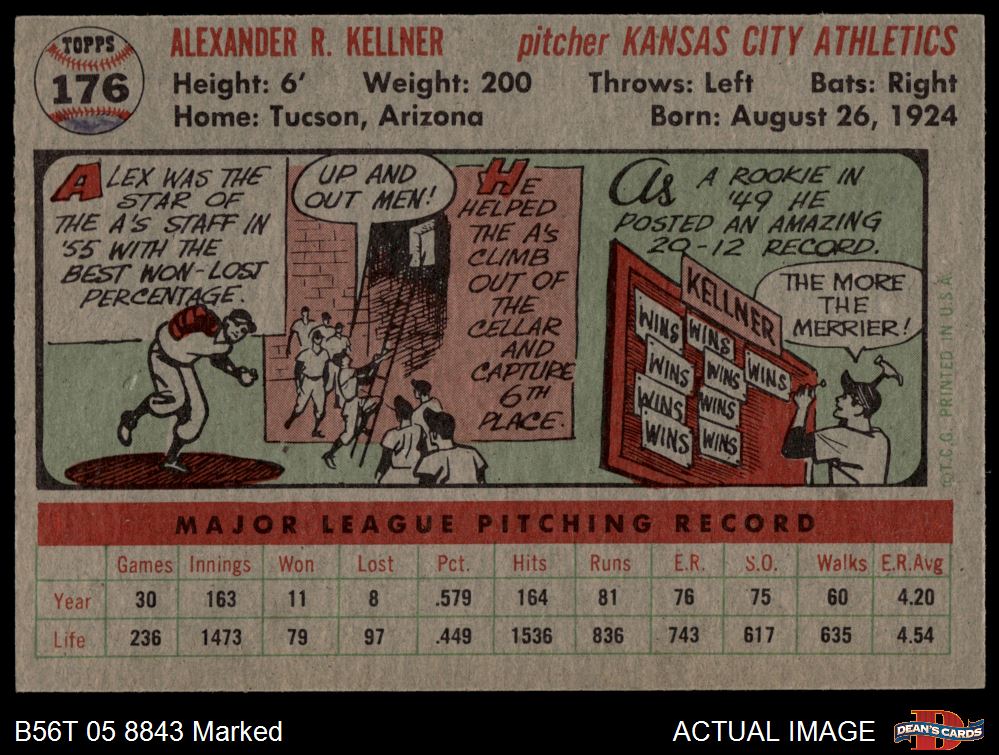 TOPPS
176
ALEXANDER R. KELLNER pitcher KANSAS CITY ATHLETICS
Height: 6' Weight: 200 Throws: Left Bats: Right
Home: Tucson, Arizona Born: August 26, 1924
ALEX WAS THE
STAR OF
THE A'S STAFF IN
'55 WITH THE
BEST WON-LOST
PERCENTAGE.
UP AND
OUT MEN!
HE
HELPED
THE A'S
CLIMB
OUT OF
THE
CELLAR
AND
CAPTURE
6TH
PLACE.
As A ROOKIE IN
'49 HE
POSTED AN AMAZING
20-12 RECORD.
KELLNER
WINS
WINS
WINS
WINS
WINS
WINS
WINS
WINS
WINS
THE MORE
THE
MERRIER!
©T.C.G. PRINTED IN U.S.A.
MAJOR LEAGUE PITCHING RECORD
Games Innings Won Lost Pct. Hits Runs E.R. S.O. Walks E.R.Avg
Year 30 163 11 8 .579 164 81 76 75 60 4.20
Life 236 1473 79 97 .449 1536 836 743 617 635 4.54
B56T 05 8843 Marked
ACTUAL IMAGE
D
DEAN'S CARDS